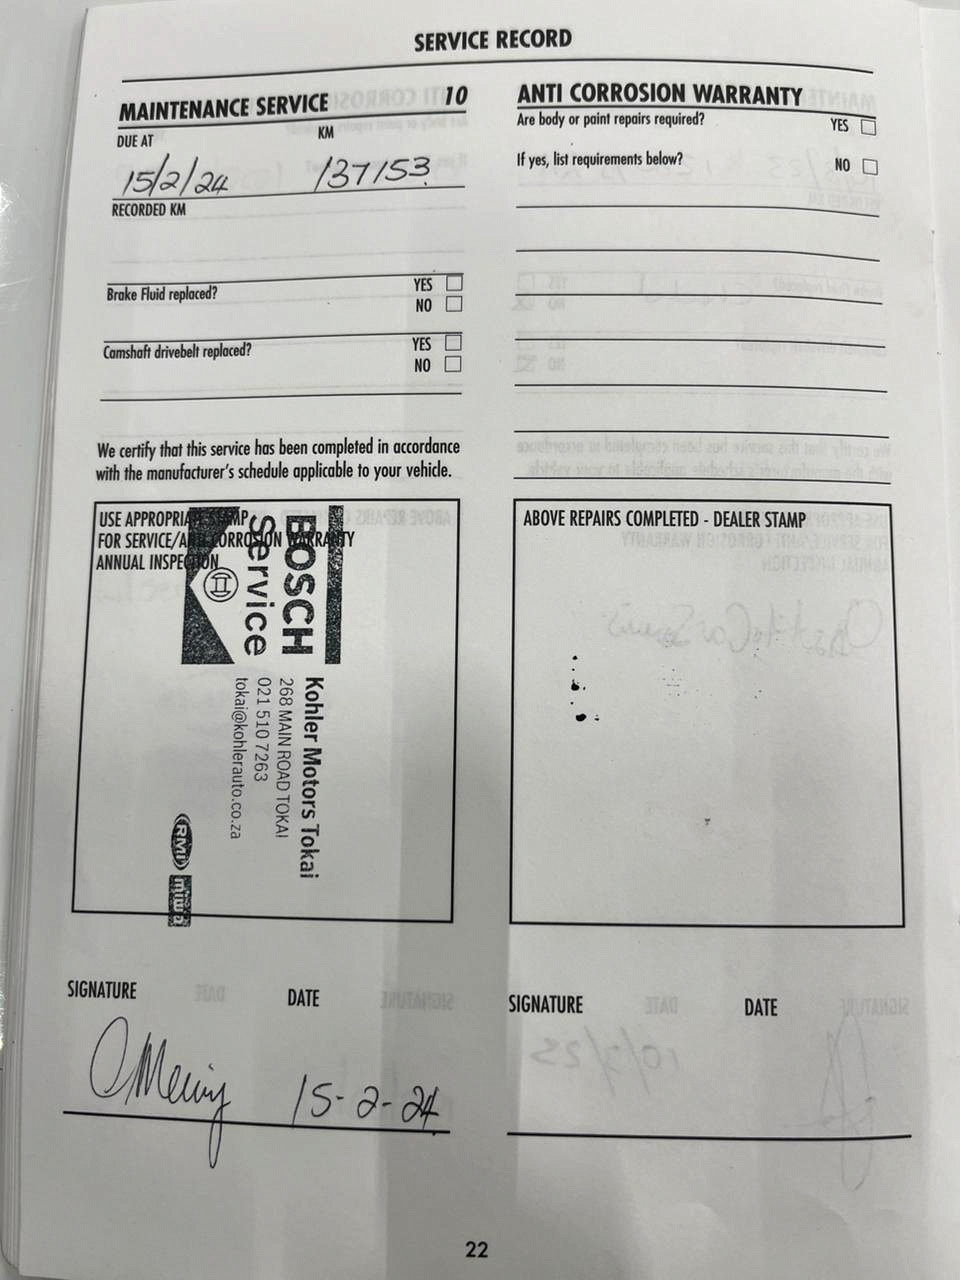 SERVICE RECORD
MAINTENANCE SERVICE 10
DUE AT KM
15/2/24 137153
RECORDED KM
Brake Fluid replaced? YES
NO
Camshaft drivebelt replaced? YES
NO
We certify that this service has been completed in accordance
with the manufacturer's schedule applicable to your vehicle.
USE APPROPRIATE STAMP
FOR SERVICE/ANTI CORROSION WARRANTY
ANNUAL INSPECTION
BOSCH
Service
Kohler Motors Tokai
268 MAIN ROAD TOKAI
021 510 7263
tokai@kohlerauto.co.za
RMI
miwa
SIGNATURE DATE
15-2-24
ANTI CORROSION WARRANTY
Are body or paint repairs required? YES
If yes, list requirements below? NO
ABOVE REPAIRS COMPLETED - DEALER STAMP
SIGNATURE DATE
22